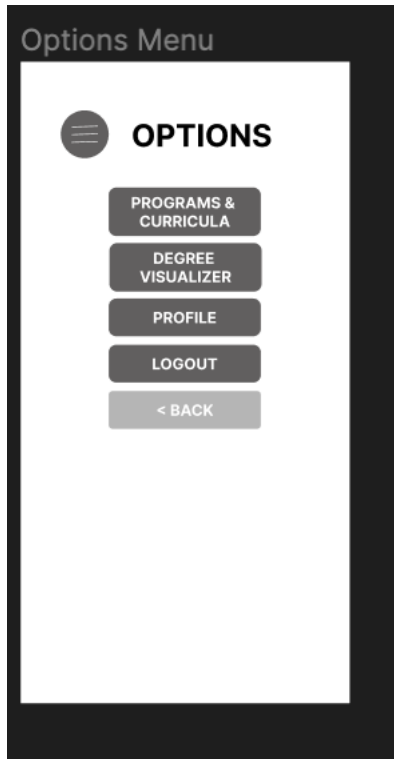 Options Menu
OPTIONS
PROGRAMS &
CURRICULA
DEGREE
VISUALIZER
PROFILE
LOGOUT
< BACK